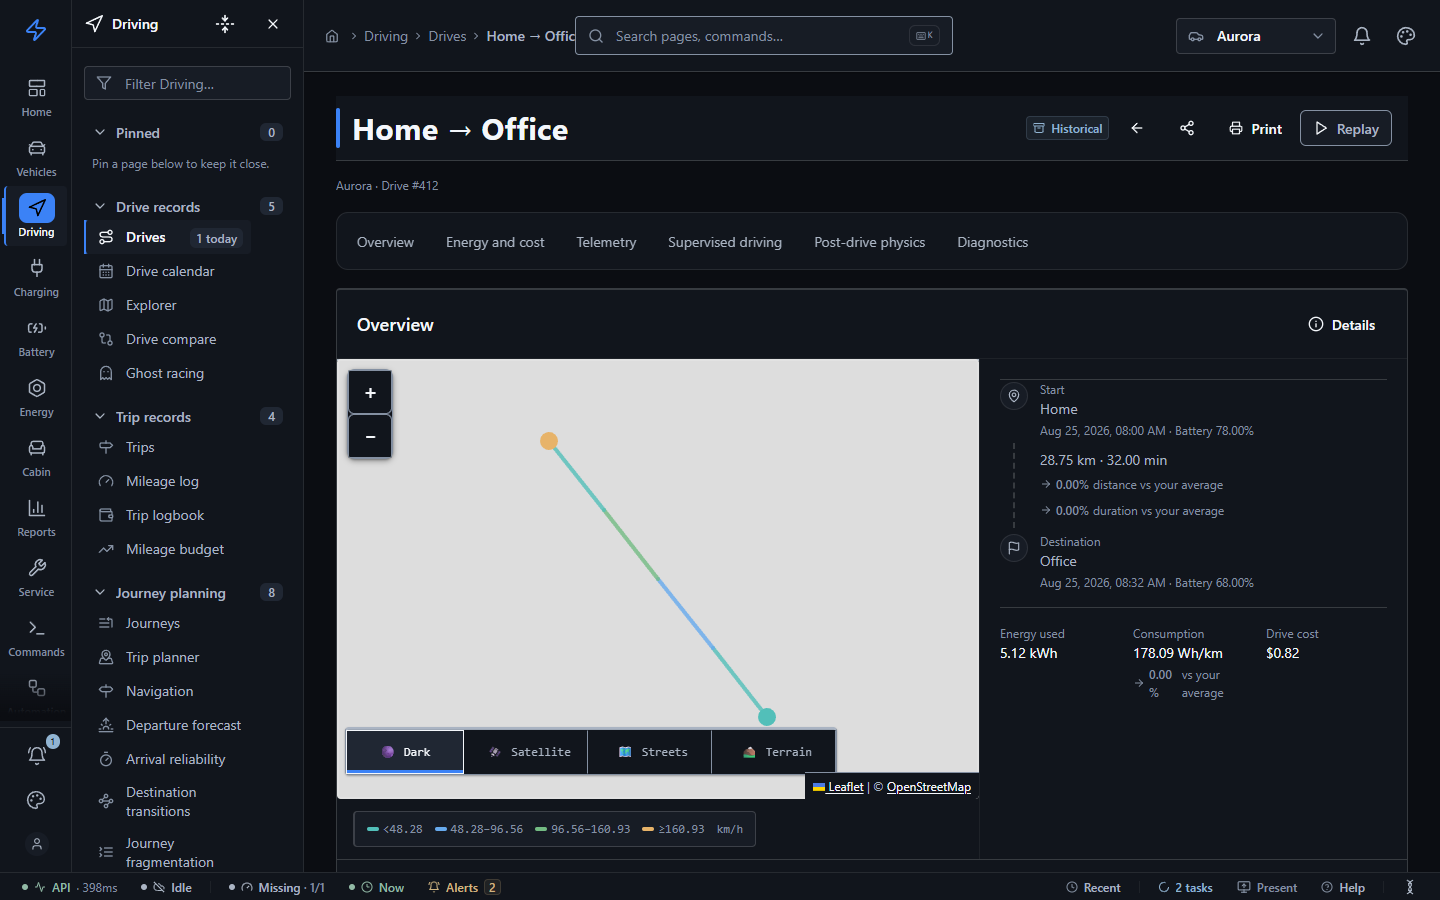 Driving
Home
Vehicles
Driving
Charging
Battery
Energy
Cabin
Reports
Service
Commands
1
Filter Driving...
Pinned 0
Pin a page below to keep it close.
Drive records 5
Drives 1 today
Drive calendar
Explorer
Drive compare
Ghost racing
Trip records 4
Trips
Mileage log
Trip logbook
Mileage budget
Journey planning 8
Journeys
Trip planner
Navigation
Departure forecast
Arrival reliability
Destination
transitions
Journey
fragmentation
Driving > Drives > Home → Offic
Search pages, commands... K
Aurora
Home → Office
Historical
Print
Replay
Aurora · Drive #412
Overview Energy and cost Telemetry Supervised driving Post-drive physics Diagnostics
Overview
Details
+
−
Dark Satellite Streets Terrain
Leaflet | © OpenStreetMap
<48.28 48.28–96.56 96.56–160.93 ≥160.93 km/h
Start
Home
Aug 25, 2026, 08:00 AM · Battery 78.00%
28.75 km · 32.00 min
→ 0.00% distance vs your average
→ 0.00% duration vs your average
Destination
Office
Aug 25, 2026, 08:32 AM · Battery 68.00%
Energy used Consumption Drive cost
5.12 kWh 178.09 Wh/km $0.82
→ 0.00 vs your
% average
API · 398ms Idle Missing · 1/1 Now Alerts 2 Recent 2 tasks Present Help